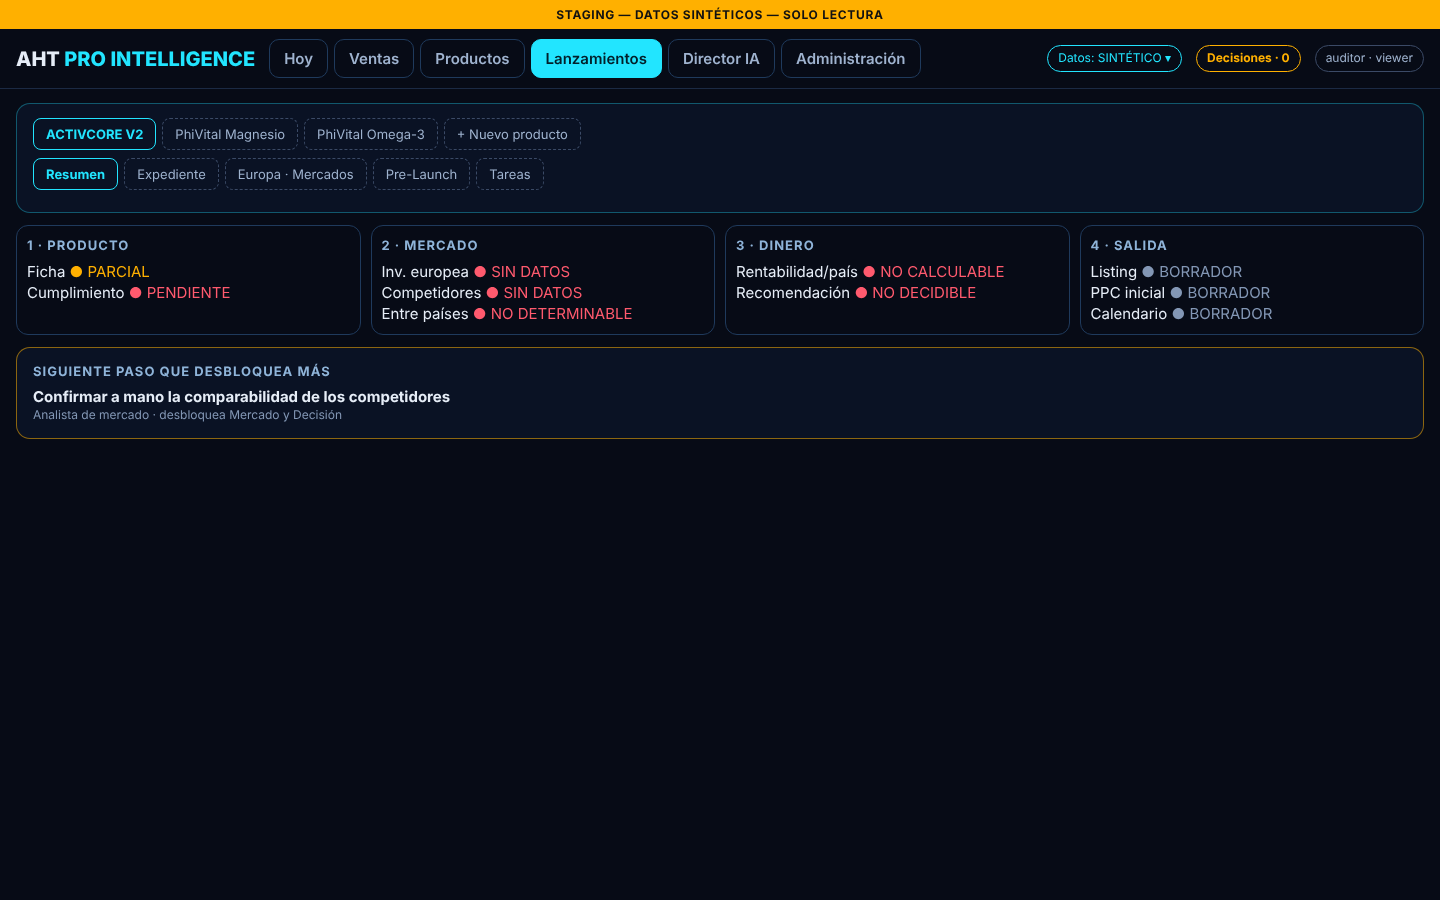 STAGING — DATOS SINTÉTICOS — SOLO LECTURA
AHT PRO INTELLIGENCE
Hoy
Ventas
Productos
Lanzamientos
Director IA
Administración
Datos: SINTÉTICO ▾
Decisiones · 0
auditor · viewer
ACTIVCORE V2
PhiVital Magnesio
PhiVital Omega-3
+ Nuevo producto
Resumen
Expediente
Europa · Mercados
Pre-Launch
Tareas
1 · PRODUCTO
Ficha ● PARCIAL
Cumplimiento ● PENDIENTE
2 · MERCADO
Inv. europea ● SIN DATOS
Competidores ● SIN DATOS
Entre países ● NO DETERMINABLE
3 · DINERO
Rentabilidad/país ● NO CALCULABLE
Recomendación ● NO DECIDIBLE
4 · SALIDA
Listing ● BORRADOR
PPC inicial ● BORRADOR
Calendario ● BORRADOR
SIGUIENTE PASO QUE DESBLOQUEA MÁS
Confirmar a mano la comparabilidad de los competidores
Analista de mercado · desbloquea Mercado y Decisión